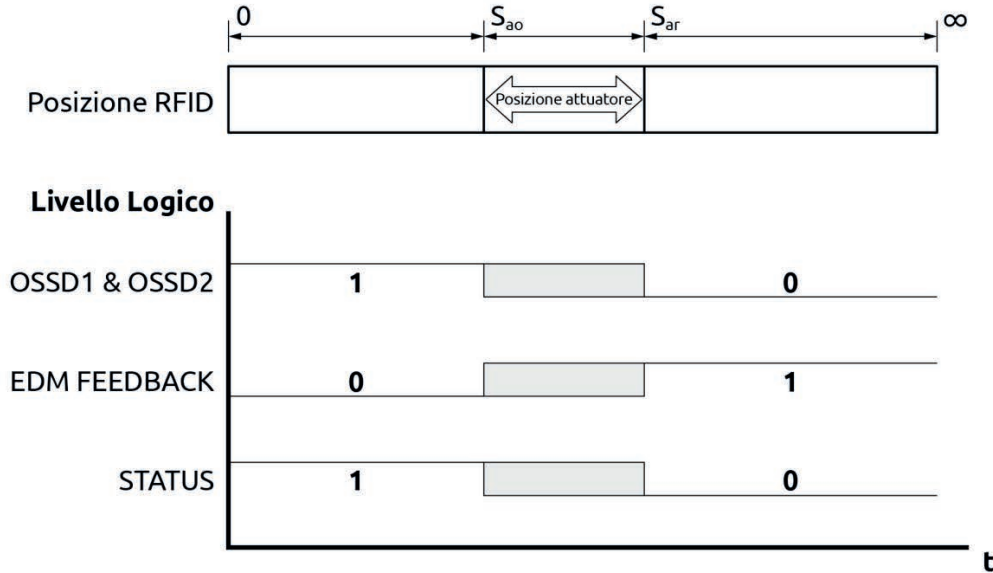 0 Sao Sar ∞
Posizione RFID
Posizione attuatore
Livello Logico
OSSD1 & OSSD2 1 0
EDM FEEDBACK 0 1
STATUS 1 0
t